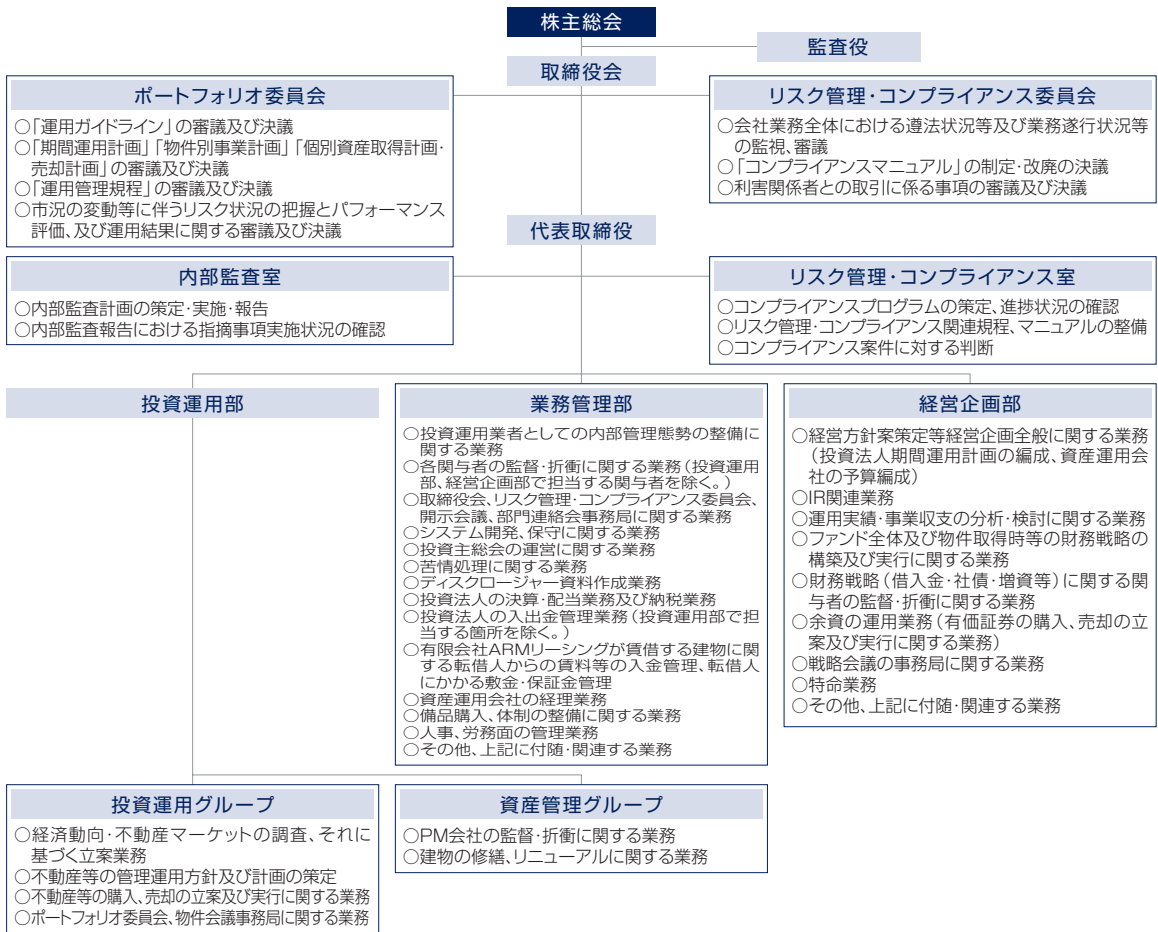 株主総会
監査役
取締役会
ポートフォリオ委員会
○「運用ガイドライン」の審議及び決議
○「期間運用計画」「物件別事業計画」「個別資産取得計画・
売却計画」の審議及び決議
○「運用管理規程」の審議及び決議
○市況の変動等に伴うリスク状況の把握とパフォーマンス
評価、及び運用結果に関する審議及び決議
リスク管理・コンプライアンス委員会
○会社業務全体における遵法状況等及び業務遂行状況等
の監視、審議
○「コンプライアンスマニュアル」の制定・改廃の決議
○利害関係者との取引に係る事項の審議及び決議
代表取締役
内部監査室
○内部監査計画の策定・実施・報告
○内部監査報告における指摘事項実施状況の確認
リスク管理・コンプライアンス室
○コンプライアンスプログラムの策定、進捗状況の確認
○リスク管理・コンプライアンス関連規程、マニュアルの整備
○コンプライアンス案件に対する判断
投資運用部
業務管理部
○投資運用業者としての内部管理態勢の整備に
関する業務
○各関与者の監督・折衝に関する業務(投資運用
部、経営企画部で担当する関与者を除く。)
○取締役会、リスク管理・コンプライアンス委員会、
開示会議、部門連絡会事務局に関する業務
○システム開発、保守に関する業務
○投資主総会の運営に関する業務
○苦情処理に関する業務
○ディスクロージャー資料作成業務
○投資法人の決算・配当業務及び納税業務
○投資法人の入出金管理業務(投資運用部で担
当する箇所を除く。)
○有限会社ARMリーシングが賃借する建物に関
する転借人からの賃料等の入金管理、転借人
にかかる敷金・保証金管理
○資産運用会社の経理業務
○備品購入、体制の整備に関する業務
○人事、労務面の管理業務
○その他、上記に付随・関連する業務
経営企画部
○経営方針案策定等経営企画全般に関する業務
(投資法人期間運用計画の編成、資産運用会
社の予算編成)
○IR関連業務
○運用実績・事業収支の分析・検討に関する業務
○ファンド全体及び物件取得時等の財務戦略の
構築及び実行に関する業務
○財務戦略(借入金・社債・増資等)に関する関
与者の監督・折衝に関する業務
○余資の運用業務(有価証券の購入、売却の立
案及び実行に関する業務)
○戦略会議の事務局に関する業務
○特命業務
○その他、上記に付随・関連する業務
投資運用グループ
○経済動向・不動産マーケットの調査、それに
基づく立案業務
○不動産等の管理運用方針及び計画の策定
○不動産等の購入、売却の立案及び実行に関する業務
○ポートフォリオ委員会、物件会議事務局に関する業務
資産管理グループ
○PM会社の監督・折衝に関する業務
○建物の修繕、リニューアルに関する業務